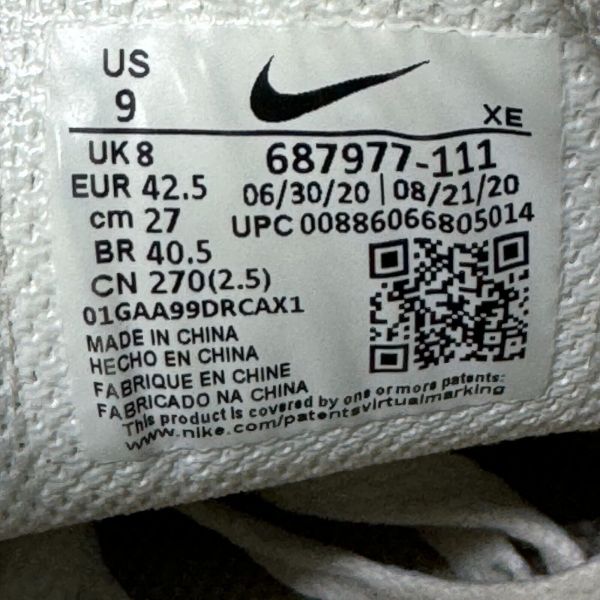 US
9
XE
UK 8
687977-111
EUR 42.5
06/30/20 | 08/21/20
cm 27
UPC 00886066805014
BR 40.5
CN 270(2.5)
01GAA99DRCAX1
MADE IN CHINA
HECHO EN CHINA
FABRIQUE EN CHINE
FABRICADO NA CHINA
This product is covered by one or more patents:
www.nike.com/patentsvirtualmarking